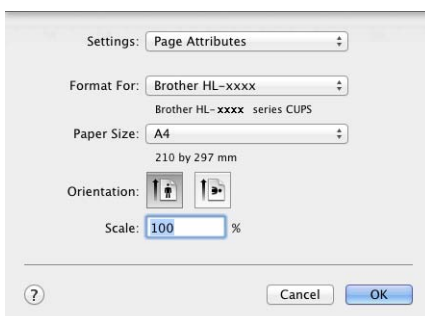 Settings: Page Attributes
Format For: Brother HL-xxxx
Brother HL-xxxx series CUPS
Paper Size: A4
210 by 297 mm
Orientation:
Scale: 100 %
? Cancel OK